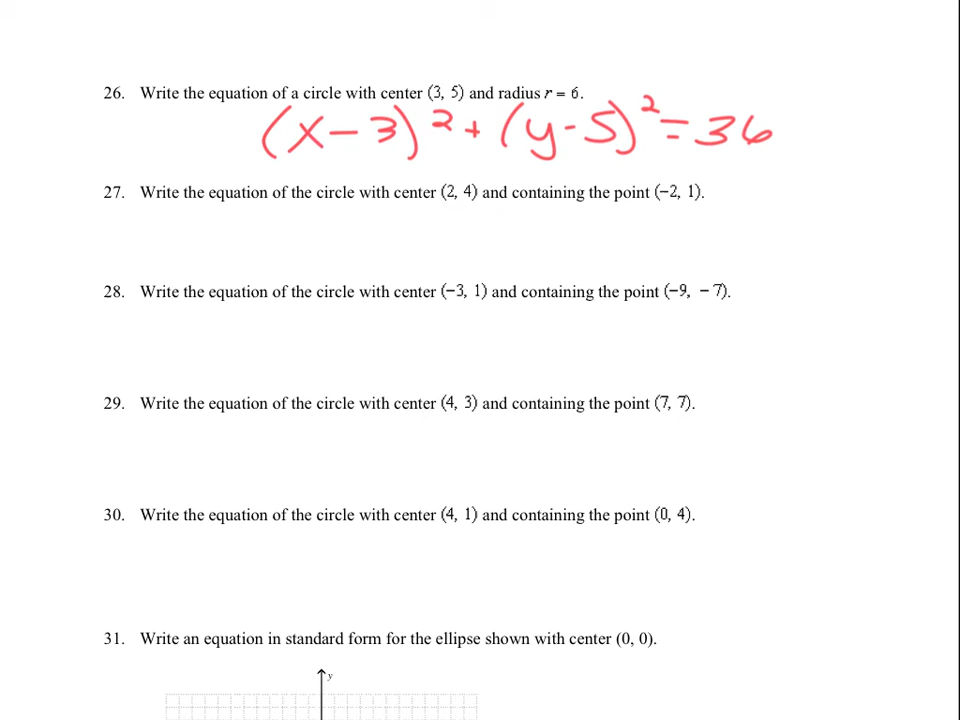 26. Write the equation of a circle with center (3, 5) and radius r = 6.
(x-3)²+(y-5)²=36
27. Write the equation of the circle with center (2, 4) and containing the point (−2, 1).
28. Write the equation of the circle with center (−3, 1) and containing the point (−9, − 7).
29. Write the equation of the circle with center (4, 3) and containing the point (7, 7).
30. Write the equation of the circle with center (4, 1) and containing the point (0, 4).
31. Write an equation in standard form for the ellipse shown with center (0, 0).
y